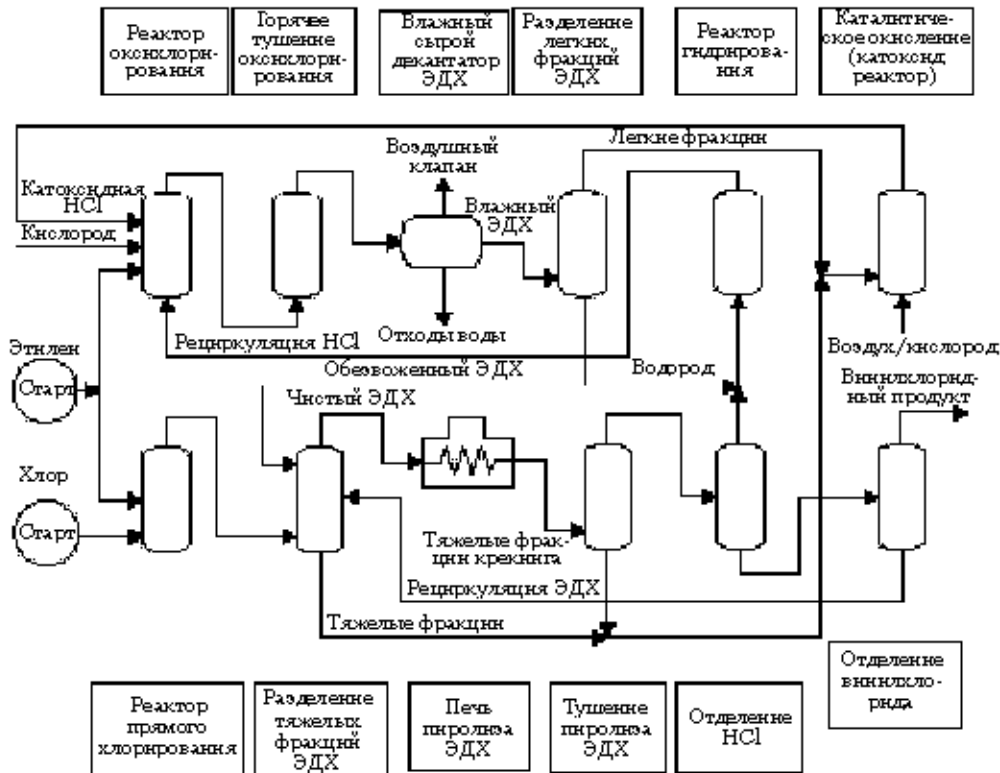 Реактор
оксихлори-
рования
Горячее
тушение
оксихлори-
рования
Влажный
сырой
декантатор
ЭДХ
Разделение
легких
фракций
ЭДХ
Реактор
гидрирова-
ния
Каталитиче-
ское окисление
(катоксид
реактор)
Легкие фракции
Воздушный
клапан
Катоксидная
HCl
Влажный
ЭДХ
Кислород
Отходы воды
Рециркуляция HCl
Этилен
Старт
Воздух/кислород
Обезвоженный ЭДХ
Водород
Винилхлорид-
ный продукт
Чистый ЭДХ
Хлор
Старт
Тяжелые фрак-
ции крекинга
Рециркуляция ЭДХ
Тяжелые фракции
Отделение
винилхло-
рида
Реактор
прямого
хлорирования
Разделение
тяжелых
фракций
ЭДХ
Печь
пиролиза
ЭДХ
Тушение
пиролиза
ЭДХ
Отделение
HCl